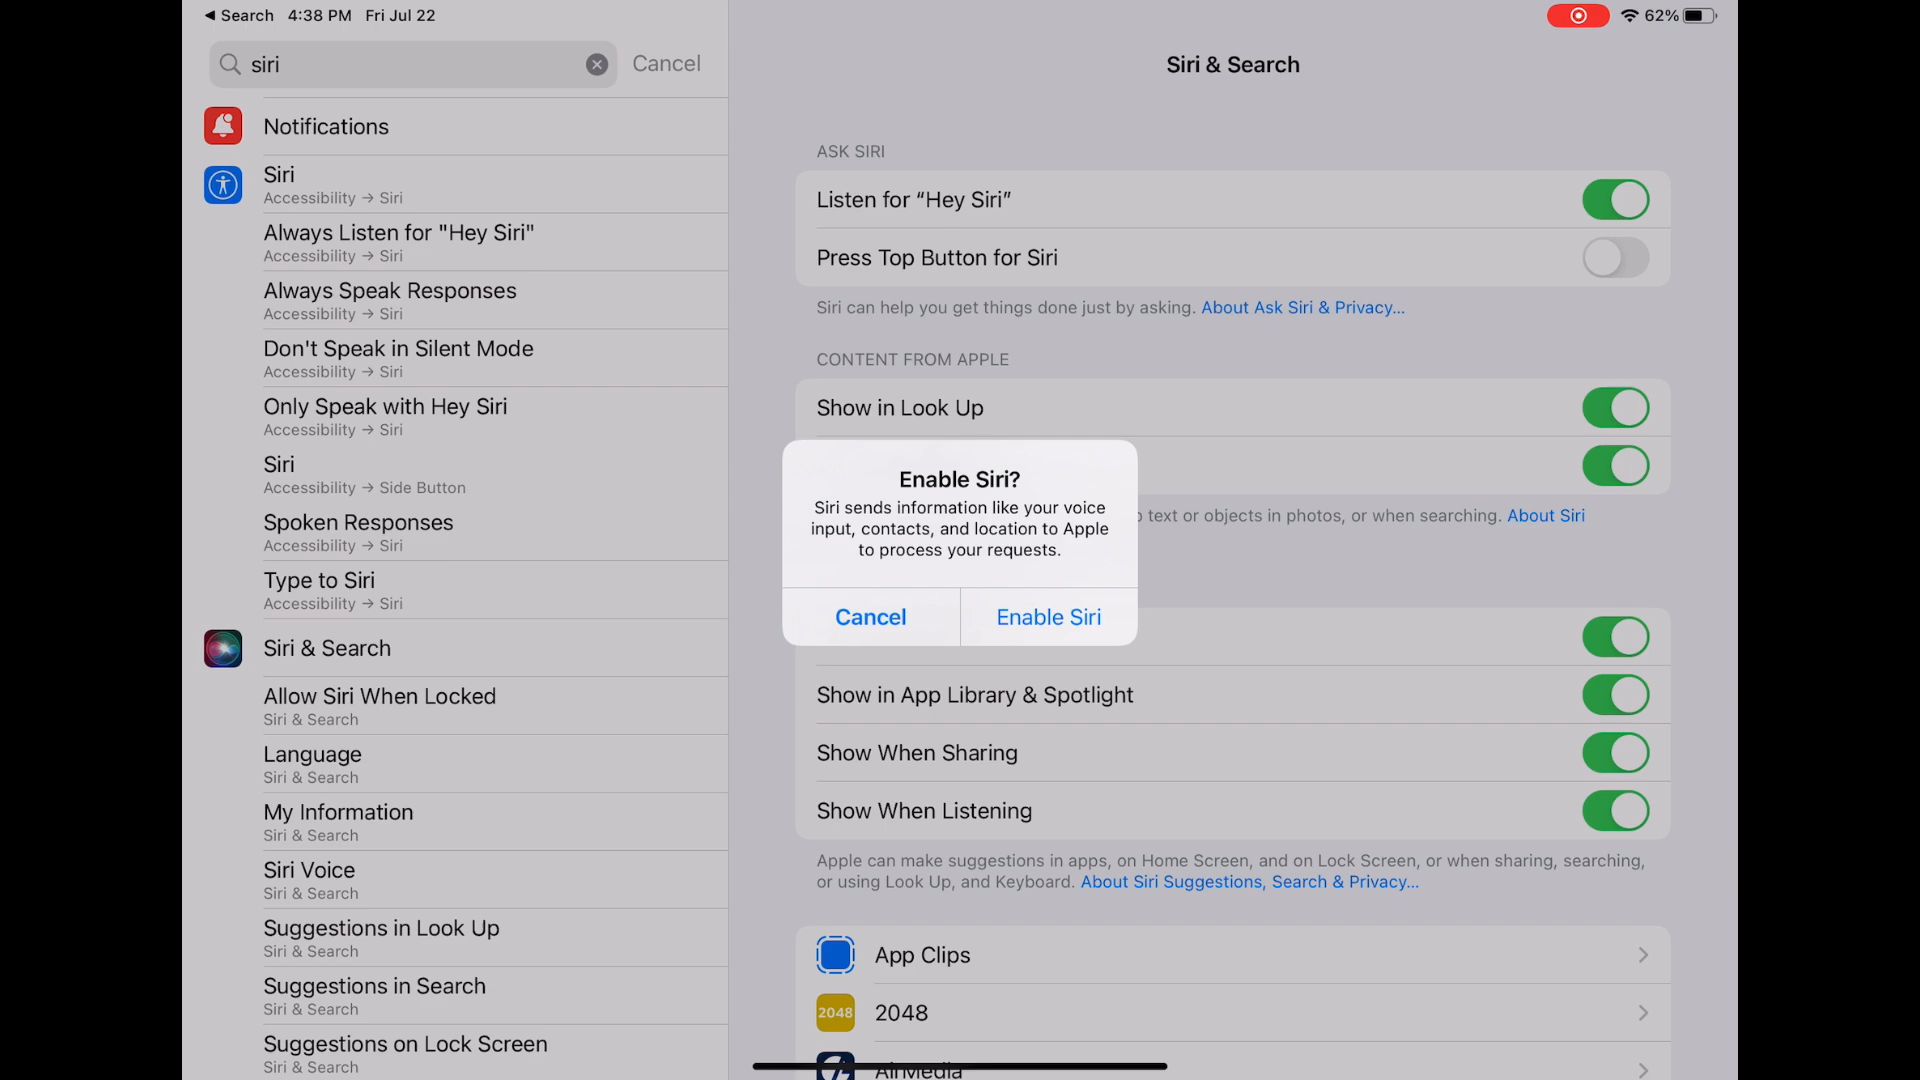 Search 4:38 PM Fri Jul 22
62%
siri
Cancel
Notifications
Siri
Accessibility → Siri
Always Listen for "Hey Siri"
Accessibility → Siri
Always Speak Responses
Accessibility → Siri
Don't Speak in Silent Mode
Accessibility → Siri
Only Speak with Hey Siri
Accessibility → Siri
Siri
Accessibility → Side Button
Spoken Responses
Accessibility → Siri
Type to Siri
Accessibility → Siri
Siri & Search
Allow Siri When Locked
Siri & Search
Language
Siri & Search
My Information
Siri & Search
Siri Voice
Siri & Search
Suggestions in Look Up
Siri & Search
Suggestions in Search
Siri & Search
Suggestions on Lock Screen
Siri & Search
Siri & Search
ASK SIRI
Listen for “Hey Siri”
Press Top Button for Siri
Siri can help you get things done just by asking. About Ask Siri & Privacy...
CONTENT FROM APPLE
Show in Look Up
text or objects in photos, or when searching. About Siri
Enable Siri?
Siri sends information like your voice
input, contacts, and location to Apple
to process your requests.
Cancel
Enable Siri
Show in App Library & Spotlight
Show When Sharing
Show When Listening
Apple can make suggestions in apps, on Home Screen, and on Lock Screen, or when sharing, searching,
or using Look Up, and Keyboard. About Siri Suggestions, Search & Privacy...
App Clips
2048
2048
AirMedia